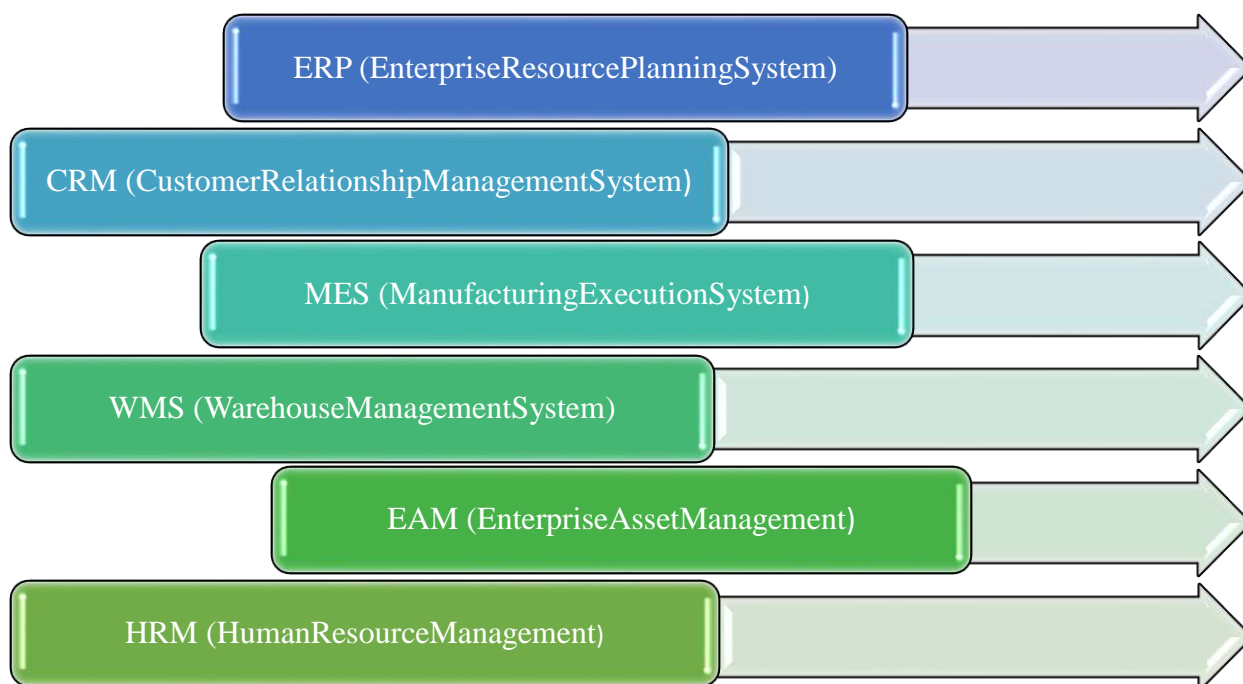 ERP (EnterpriseResourcePlanningSystem)
CRM (CustomerRelationshipManagementSystem)
MES (ManufacturingExecutionSystem)
WMS (WarehouseManagementSystem)
EAM (EnterpriseAssetManagement)
HRM (HumanResourceManagement)